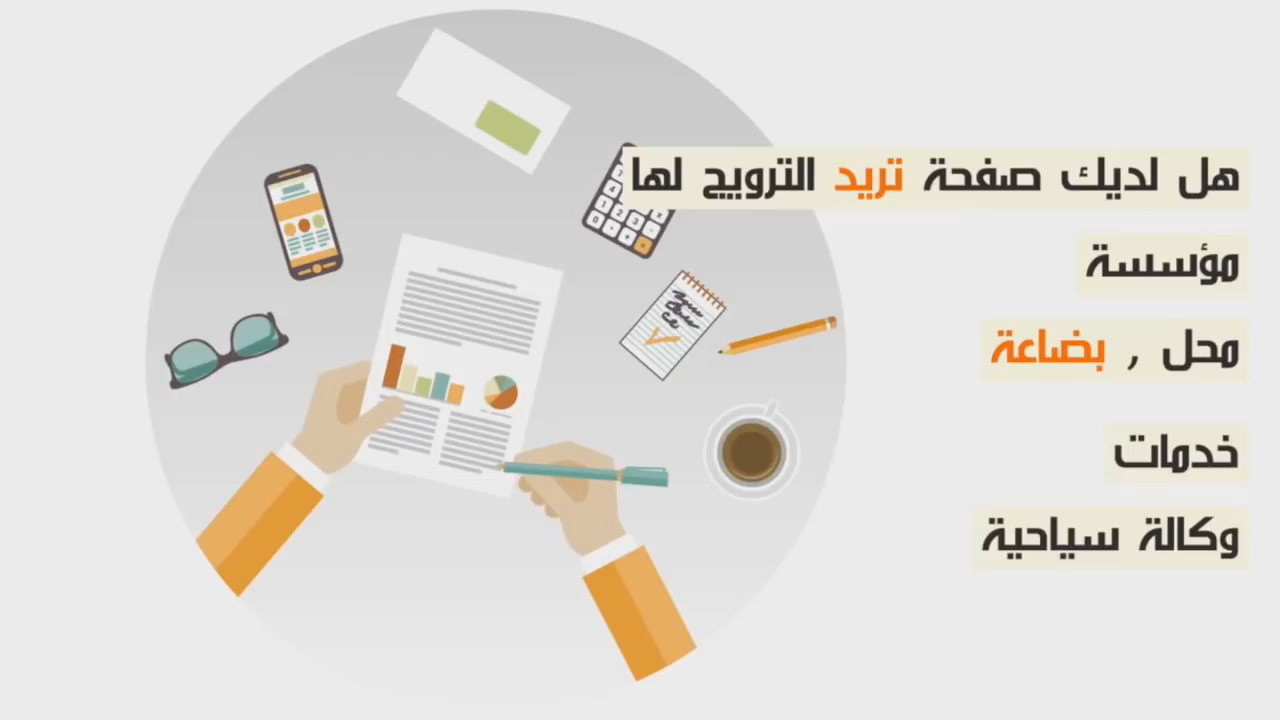 هل لديك صفحة تريد الترويج لها
مؤسسة
محل , بضاعة
خدمات
وكالة سياحية